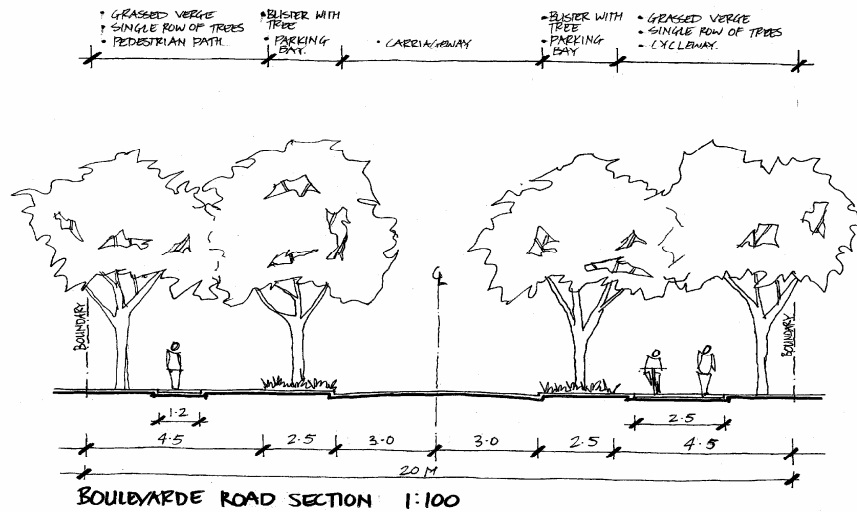 • GRASSED VERGE
• SINGLE ROW OF TREES
• PEDESTRIAN PATH
• BLISTER WITH
TREE
• PARKING
BAY.
• CARRIAGEWAY
• BLISTER WITH
TREE
• PARKING
BAY
• GRASSED VERGE
• SINGLE ROW OF TREES
• CYCLEWAY.
BOUNDARY
BOUNDARY
1.2
2.5
4.5 2.5 3.0 3.0 2.5 4.5
20 M
BOULEVARDE ROAD SECTION 1:100